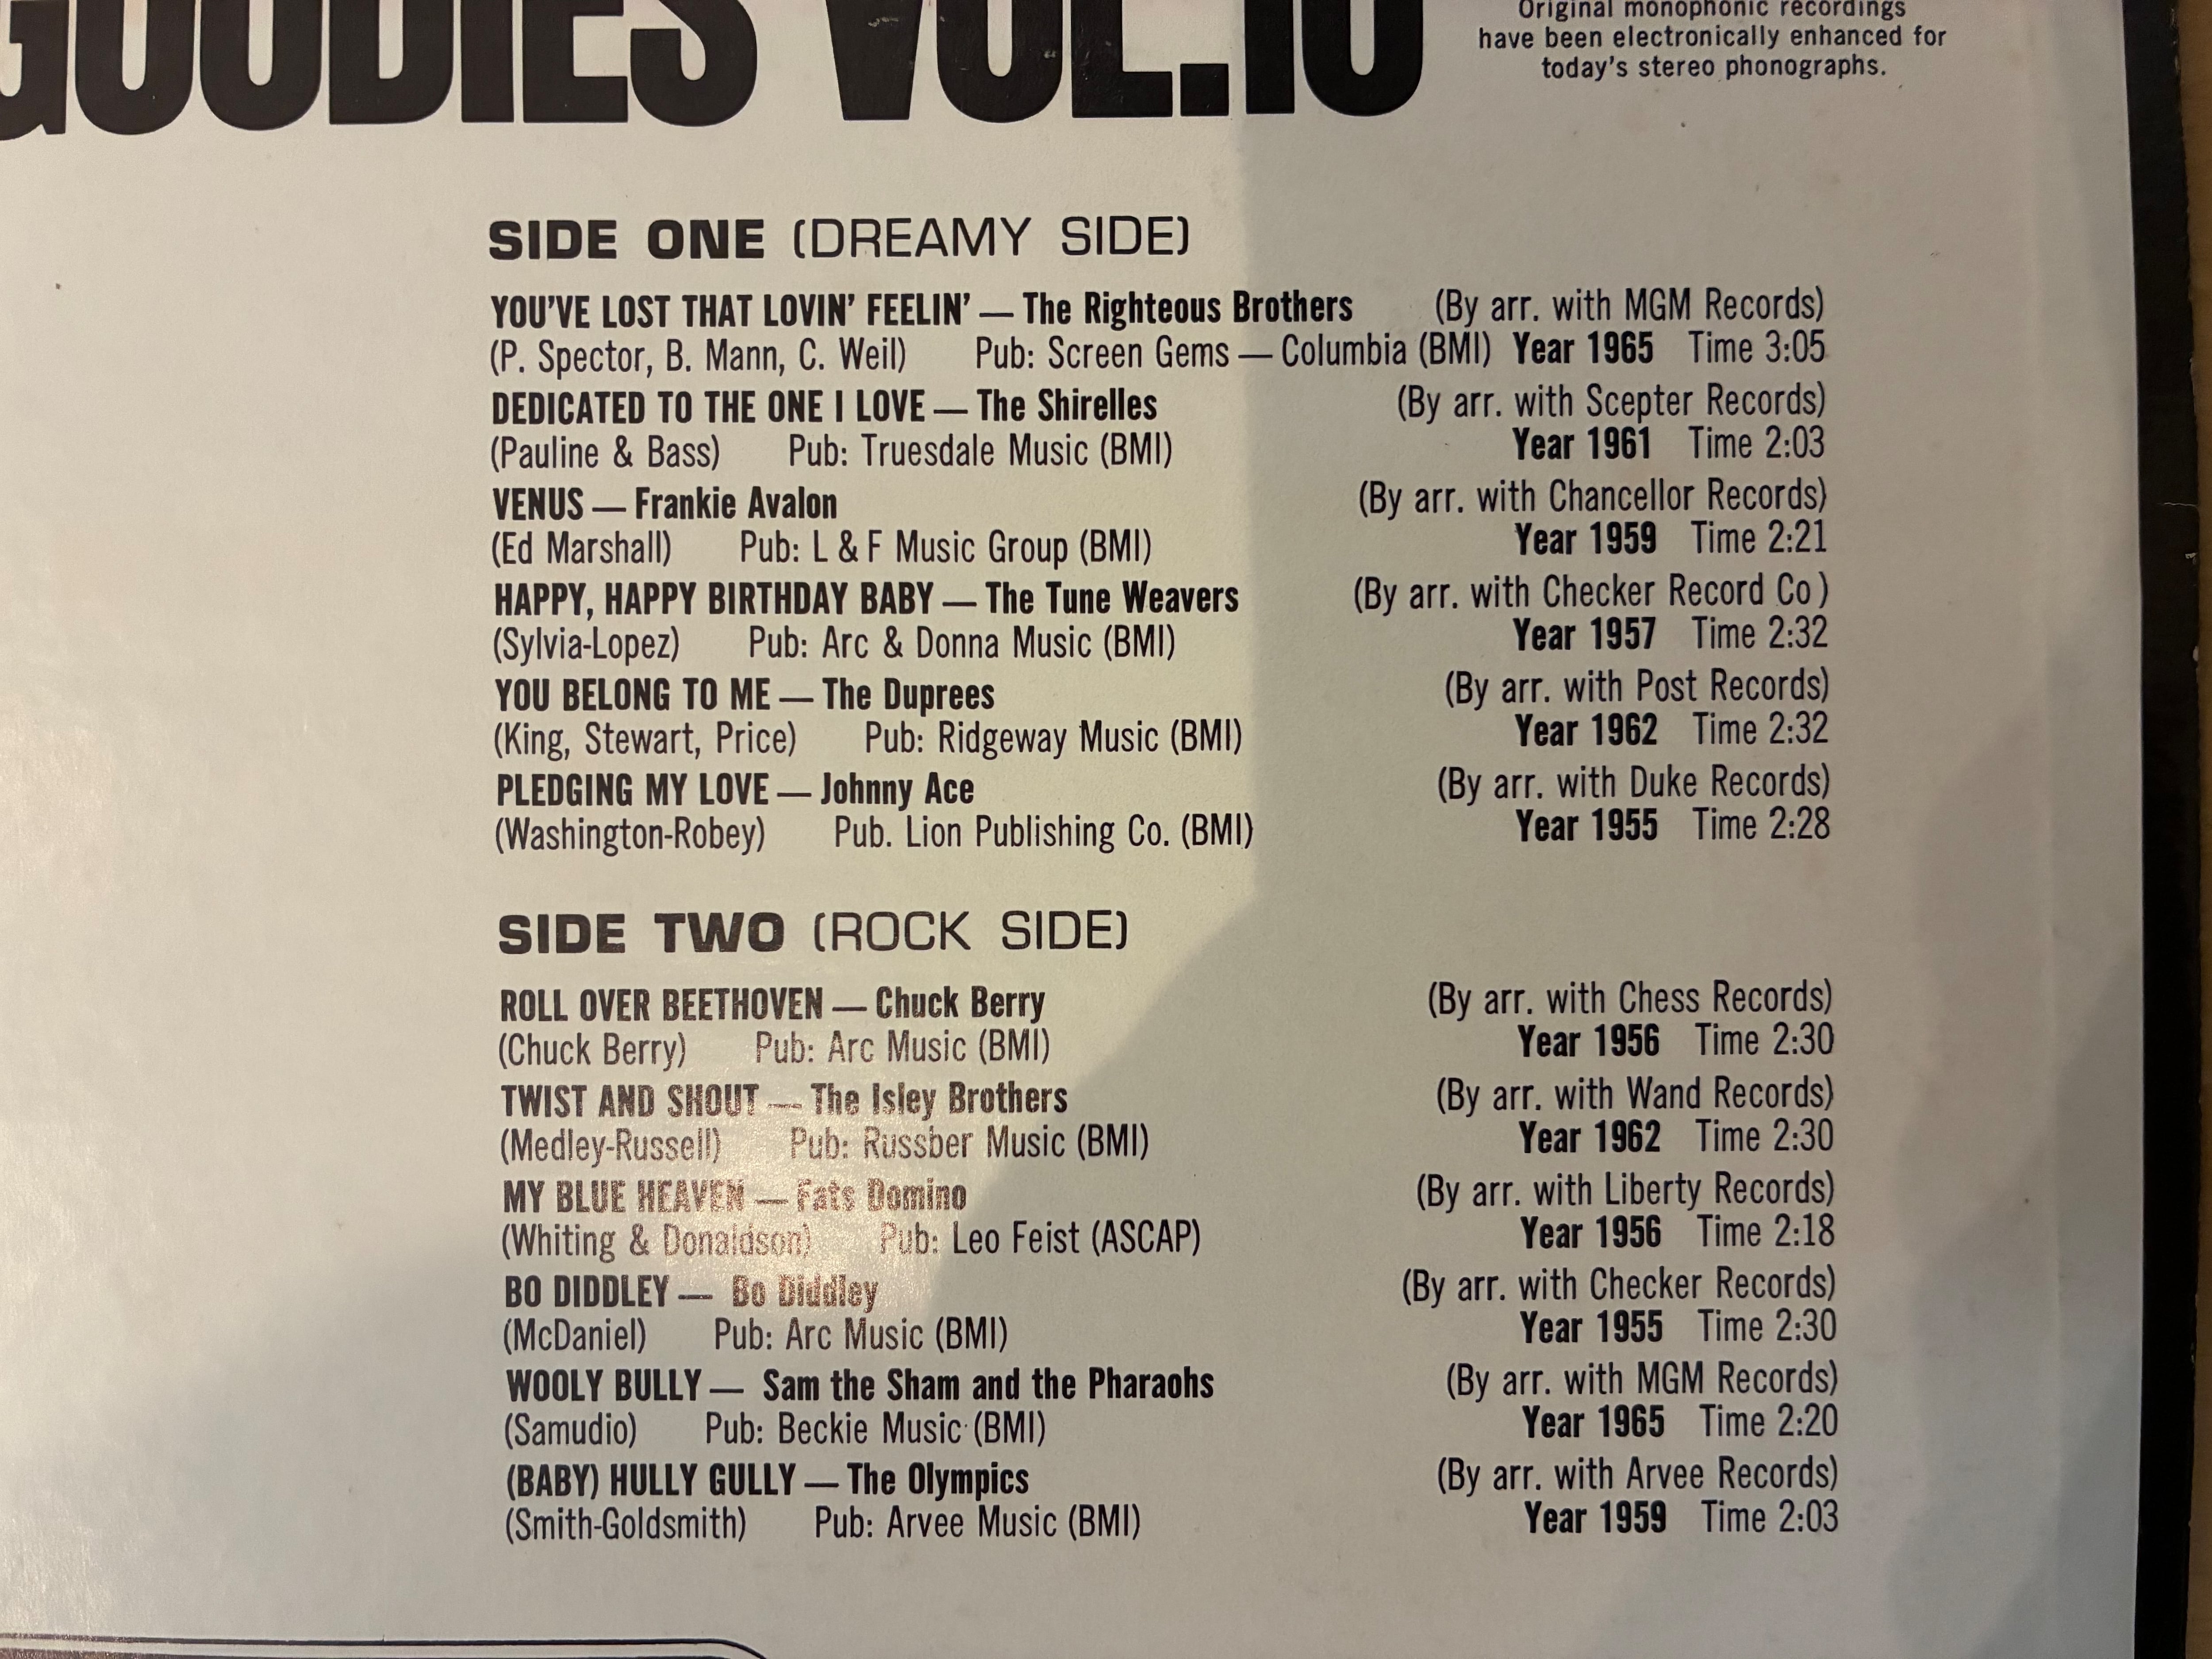 GOODIES VOL.10
Original monophonic recordings
have been electronically enhanced for
today's stereo phonographs.
SIDE ONE (DREAMY SIDE)
YOU'VE LOST THAT LOVIN' FEELIN' — The Righteous Brothers (By arr. with MGM Records)
(P. Spector, B. Mann, C. Weil) Pub: Screen Gems — Columbia (BMI) Year 1965 Time 3:05
DEDICATED TO THE ONE I LOVE — The Shirelles (By arr. with Scepter Records)
(Pauline & Bass) Pub: Truesdale Music (BMI) Year 1961 Time 2:03
VENUS — Frankie Avalon (By arr. with Chancellor Records)
(Ed Marshall) Pub: L & F Music Group (BMI) Year 1959 Time 2:21
HAPPY, HAPPY BIRTHDAY BABY — The Tune Weavers (By arr. with Checker Record Co )
(Sylvia-Lopez) Pub: Arc & Donna Music (BMI) Year 1957 Time 2:32
YOU BELONG TO ME — The Duprees (By arr. with Post Records)
(King, Stewart, Price) Pub: Ridgeway Music (BMI) Year 1962 Time 2:32
PLEDGING MY LOVE — Johnny Ace (By arr. with Duke Records)
(Washington-Robey) Pub. Lion Publishing Co. (BMI) Year 1955 Time 2:28
SIDE TWO (ROCK SIDE)
ROLL OVER BEETHOVEN — Chuck Berry (By arr. with Chess Records)
(Chuck Berry) Pub: Arc Music (BMI) Year 1956 Time 2:30
TWIST AND SHOUT — The Isley Brothers (By arr. with Wand Records)
(Medley-Russell) Pub: Russber Music (BMI) Year 1962 Time 2:30
MY BLUE HEAVEN — Fats Domino (By arr. with Liberty Records)
(Whiting & Donaldson) Pub: Leo Feist (ASCAP) Year 1956 Time 2:18
BO DIDDLEY — Bo Diddley (By arr. with Checker Records)
(McDaniel) Pub: Arc Music (BMI) Year 1955 Time 2:30
WOOLY BULLY — Sam the Sham and the Pharaohs (By arr. with MGM Records)
(Samudio) Pub: Beckie Music (BMI) Year 1965 Time 2:20
(BABY) HULLY GULLY — The Olympics (By arr. with Arvee Records)
(Smith-Goldsmith) Pub: Arvee Music (BMI) Year 1959 Time 2:03